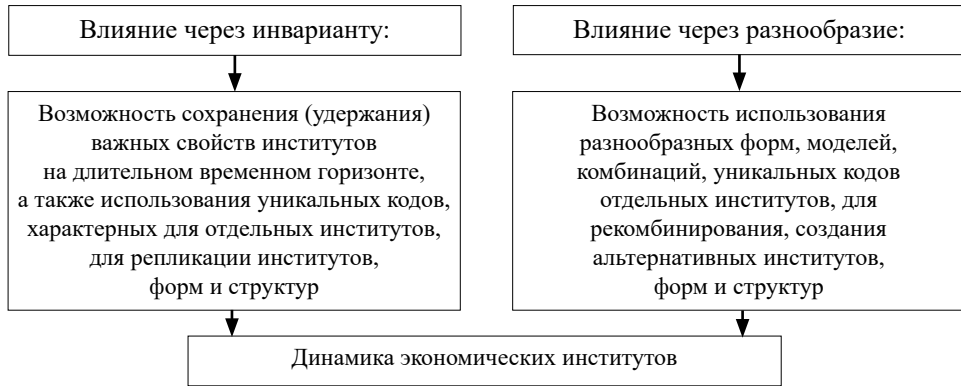 Влияние через инварианту:
Возможность сохранения (удержания)
важных свойств институтов
на длительном временном горизонте,
а также использования уникальных кодов,
характерных для отдельных институтов,
для репликации институтов,
форм и структур
Влияние через разнообразие:
Возможность использования
разнообразных форм, моделей,
комбинаций, уникальных кодов
отдельных институтов, для
рекомбинирования, создания
альтернативных институтов,
форм и структур
Динамика экономических институтов